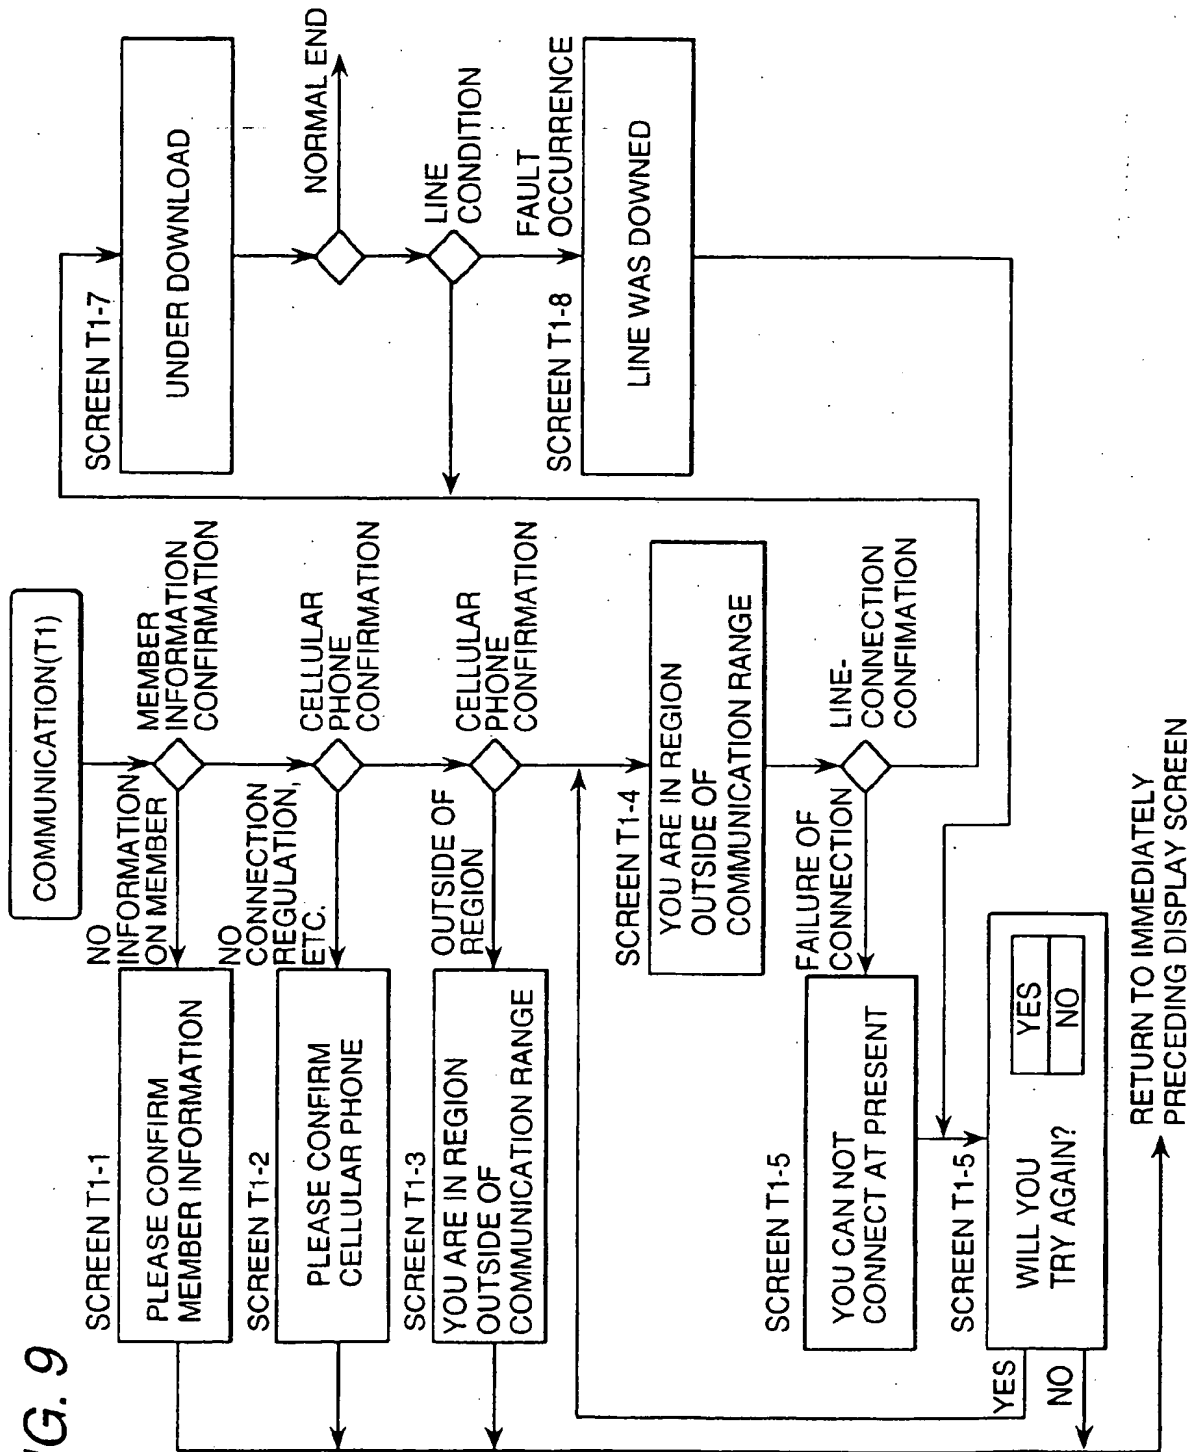 IG. 9
COMMUNICATION(T1)
NO
INFORMATION
ON MEMBER
MEMBER
INFORMATION
CONFIRMATION
SCREEN T1-1
PLEASE CONFIRM
MEMBER INFORMATION
NO
CONNECTION
REGULATION,
ETC.
CELLULAR
PHONE
CONFIRMATION
SCREEN T1-2
PLEASE CONFIRM
CELLULAR PHONE
OUTSIDE OF
REGION
CELLULAR
PHONE
CONFIRMATION
SCREEN T1-3
YOU ARE IN REGION
OUTSIDE OF
COMMUNICATION RANGE
SCREEN T1-4
YOU ARE IN REGION
OUTSIDE OF
COMMUNICATION RANGE
FAILURE OF
CONNECTION
LINE-
CONNECTION
CONFIMATION
SCREEN T1-5
YOU CAN NOT
CONNECT AT PRESENT
SCREEN T1-5
WILL YOU
TRY AGAIN?
YES
NO
YES
NO
RETURN TO IMMEDIATELY
PRECEDING DISPLAY SCREEN
SCREEN T1-7
UNDER DOWNLOAD
NORMAL END
LINE
CONDITION
FAULT
OCCURRENCE
SCREEN T1-8
LINE WAS DOWNED